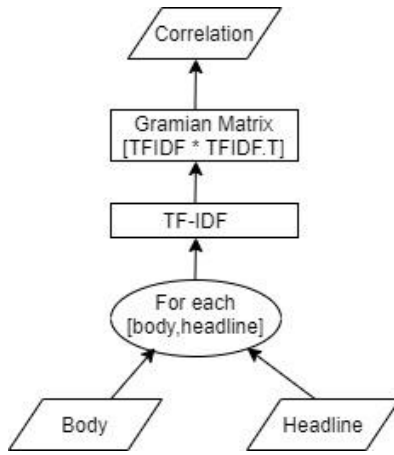 Correlation
Gramian Matrix
[TFIDF * TFIDF.T]
TF-IDF
For each
[body,headline]
Body
Headline